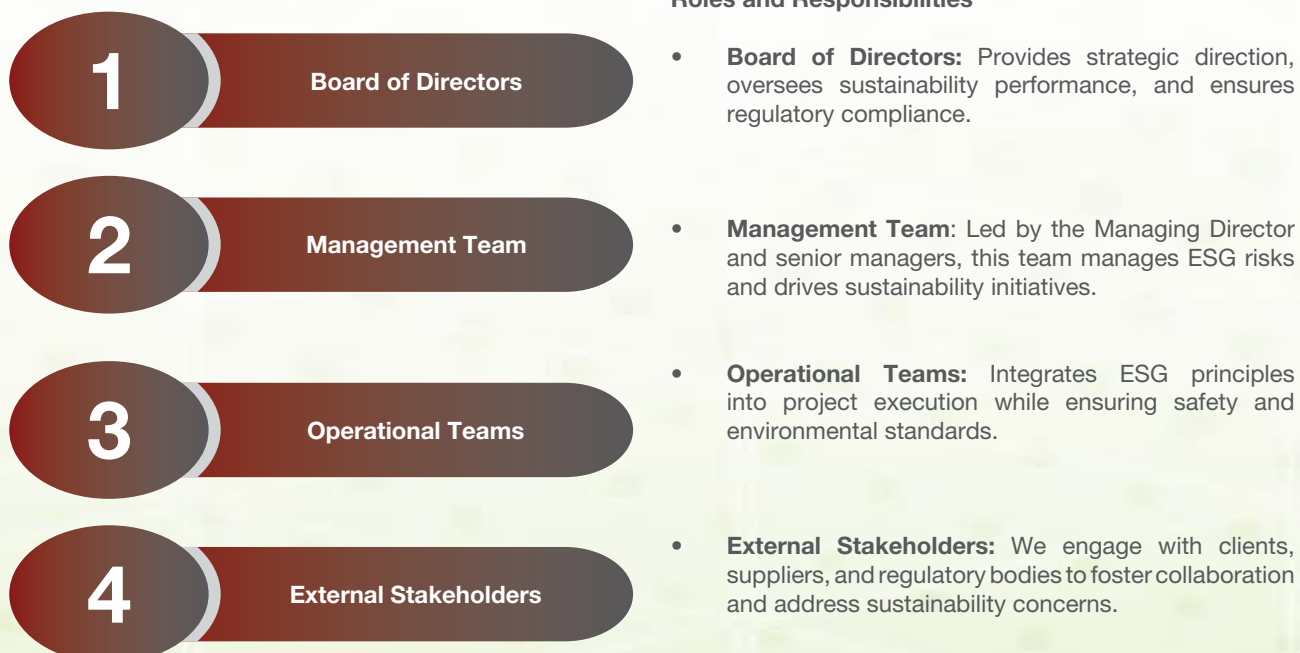 Roles and Responsibilities
1
Board of Directors
• Board of Directors: Provides strategic direction,
oversees sustainability performance, and ensures
regulatory compliance.
2
Management Team
• Management Team: Led by the Managing Director
and senior managers, this team manages ESG risks
and drives sustainability initiatives.
3
Operational Teams
• Operational Teams: Integrates ESG principles
into project execution while ensuring safety and
environmental standards.
4
External Stakeholders
• External Stakeholders: We engage with clients,
suppliers, and regulatory bodies to foster collaboration
and address sustainability concerns.